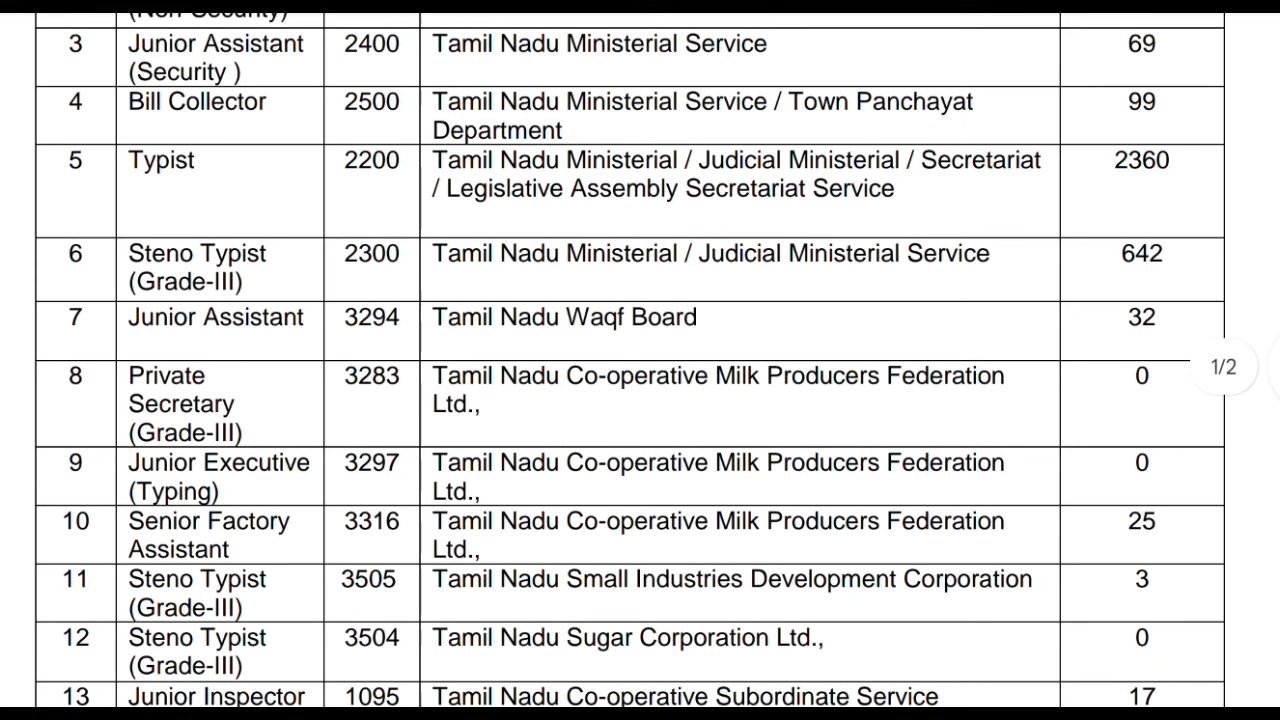 (Non-Security)
3 Junior Assistant 2400 Tamil Nadu Ministerial Service 69
(Security )
4 Bill Collector 2500 Tamil Nadu Ministerial Service / Town Panchayat 99
Department
5 Typist 2200 Tamil Nadu Ministerial / Judicial Ministerial / Secretariat 2360
/ Legislative Assembly Secretariat Service
6 Steno Typist 2300 Tamil Nadu Ministerial / Judicial Ministerial Service 642
(Grade-III)
7 Junior Assistant 3294 Tamil Nadu Waqf Board 32
8 Private 3283 Tamil Nadu Co-operative Milk Producers Federation 0
1/2
Secretary Ltd.,
(Grade-III)
9 Junior Executive 3297 Tamil Nadu Co-operative Milk Producers Federation 0
(Typing) Ltd.,
10 Senior Factory 3316 Tamil Nadu Co-operative Milk Producers Federation 25
Assistant Ltd.,
11 Steno Typist 3505 Tamil Nadu Small Industries Development Corporation 3
(Grade-III)
12 Steno Typist 3504 Tamil Nadu Sugar Corporation Ltd., 0
(Grade-III)
13 Junior Inspector 1095 Tamil Nadu Co-operative Subordinate Service 17